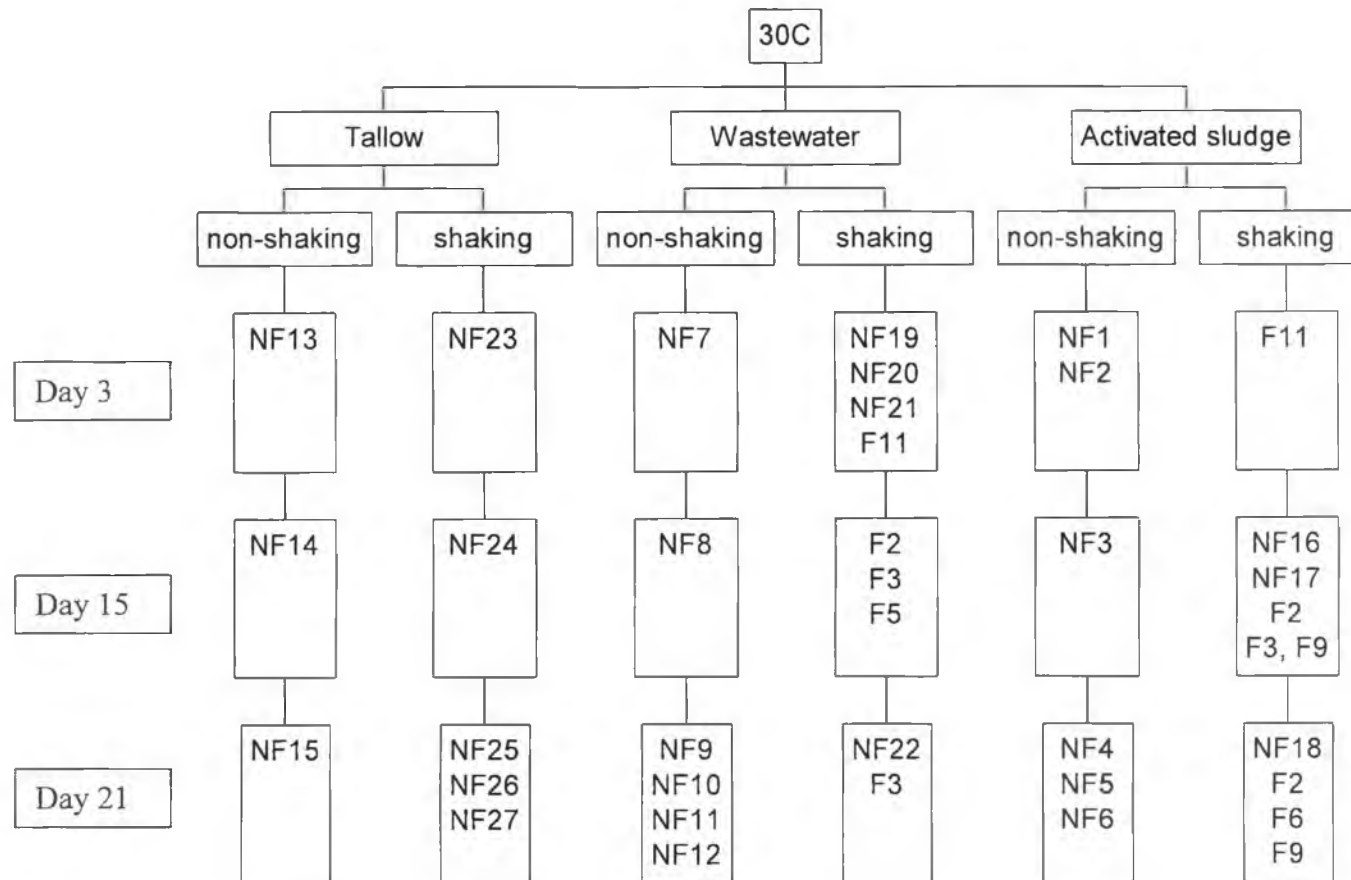 30C
Tallow
Wastewater
Activated sludge
non-shaking
shaking
non-shaking
shaking
non-shaking
shaking
Day 3
NF13
NF23
NF7
NF19
NF20
NF21
F11
NF1
NF2
F11
Day 15
NF14
NF24
NF8
F2
F3
F5
NF3
NF16
NF17
F2
F3, F9
Day 21
NF15
NF25
NF26
NF27
NF9
NF10
NF11
NF12
NF22
F3
NF4
NF5
NF6
NF18
F2
F6
F9